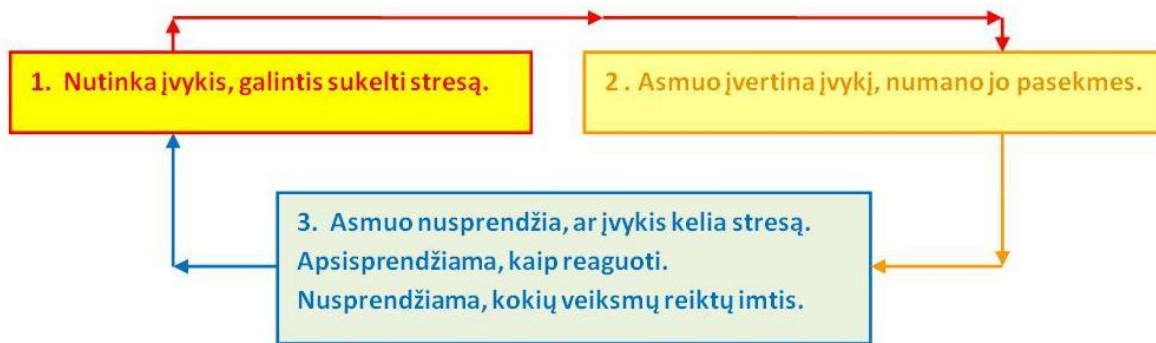 1. Nutinka įvykis, galintis sukelti stresą.
2 . Asmuo įvertina įvykį, numano jo pasekmes.
3. Asmuo nusprendžia, ar įvykis kelia stresą.
Apsisprendžiama, kaip reaguoti.
Nusprendžiama, kokių veiksmų reiktų imtis.